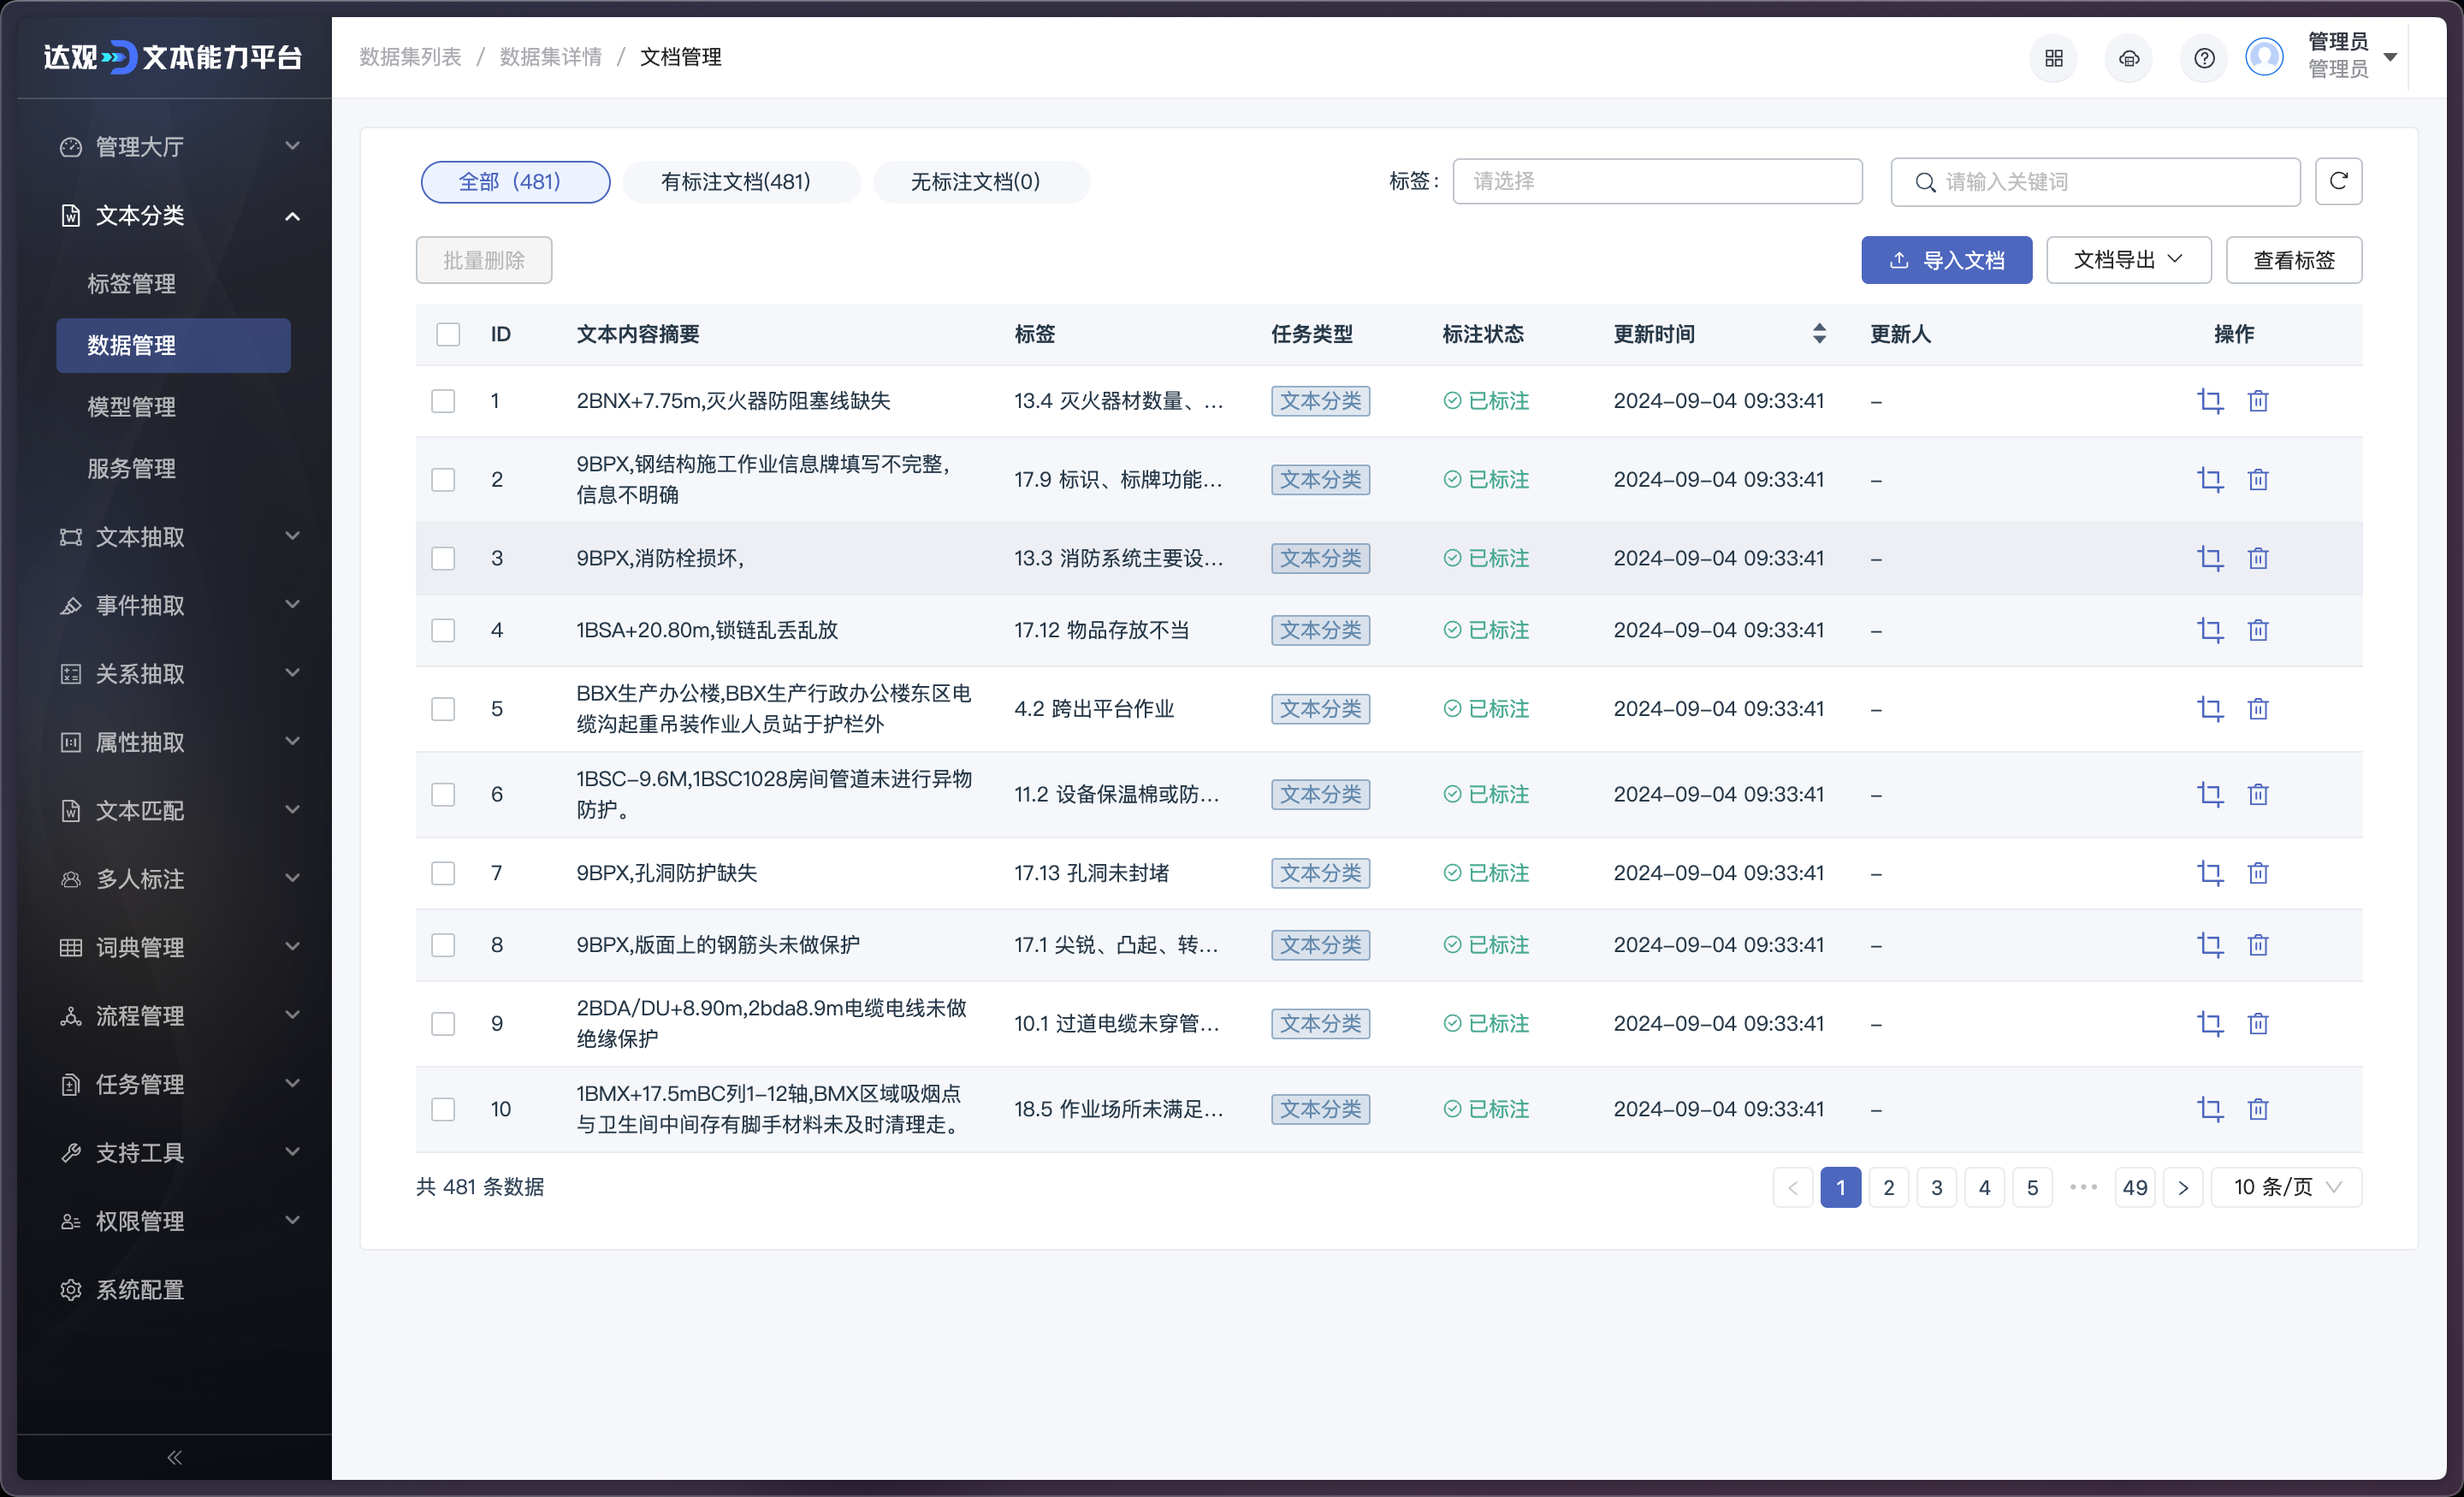 达观 文本能力平台
数据集列表 / 数据集详情 / 文档管理
管理员
管理员
管理大厅
文本分类
标签管理
数据管理
模型管理
服务管理
文本抽取
事件抽取
关系抽取
属性抽取
文本匹配
多人标注
词典管理
流程管理
任务管理
支持工具
权限管理
系统配置
全部（481） 有标注文档(481) 无标注文档(0) 标签： 请选择 请输入关键词
批量删除 导入文档 文档导出 查看标签
ID 文本内容摘要 标签 任务类型 标注状态 更新时间 更新人 操作
1 2BNX+7.75m,灭火器防阻塞线缺失 13.4 灭火器材数量、... 文本分类 已标注 2024-09-04 09:33:41 –
2 9BPX,钢结构施工作业信息牌填写不完整，
信息不明确 17.9 标识、标牌功能... 文本分类 已标注 2024-09-04 09:33:41 –
3 9BPX,消防栓损坏， 13.3 消防系统主要设... 文本分类 已标注 2024-09-04 09:33:41 –
4 1BSA+20.80m,锁链乱丢乱放 17.12 物品存放不当 文本分类 已标注 2024-09-04 09:33:41 –
5 BBX生产办公楼,BBX生产行政办公楼东区电
缆沟起重吊装作业人员站于护栏外 4.2 跨出平台作业 文本分类 已标注 2024-09-04 09:33:41 –
6 1BSC-9.6M,1BSC1028房间管道未进行异物
防护。 11.2 设备保温棉或防... 文本分类 已标注 2024-09-04 09:33:41 –
7 9BPX,孔洞防护缺失 17.13 孔洞未封堵 文本分类 已标注 2024-09-04 09:33:41 –
8 9BPX,版面上的钢筋头未做保护 17.1 尖锐、凸起、转... 文本分类 已标注 2024-09-04 09:33:41 –
9 2BDA/DU+8.90m,2bda8.9m电缆电线未做
绝缘保护 10.1 过道电缆未穿管... 文本分类 已标注 2024-09-04 09:33:41 –
10 1BMX+17.5mBC列1-12轴,BMX区域吸烟点
与卫生间中间存有脚手材料未及时清理走。 18.5 作业场所未满足... 文本分类 已标注 2024-09-04 09:33:41 –
共 481 条数据 1 2 3 4 5 ••• 49 10 条/页